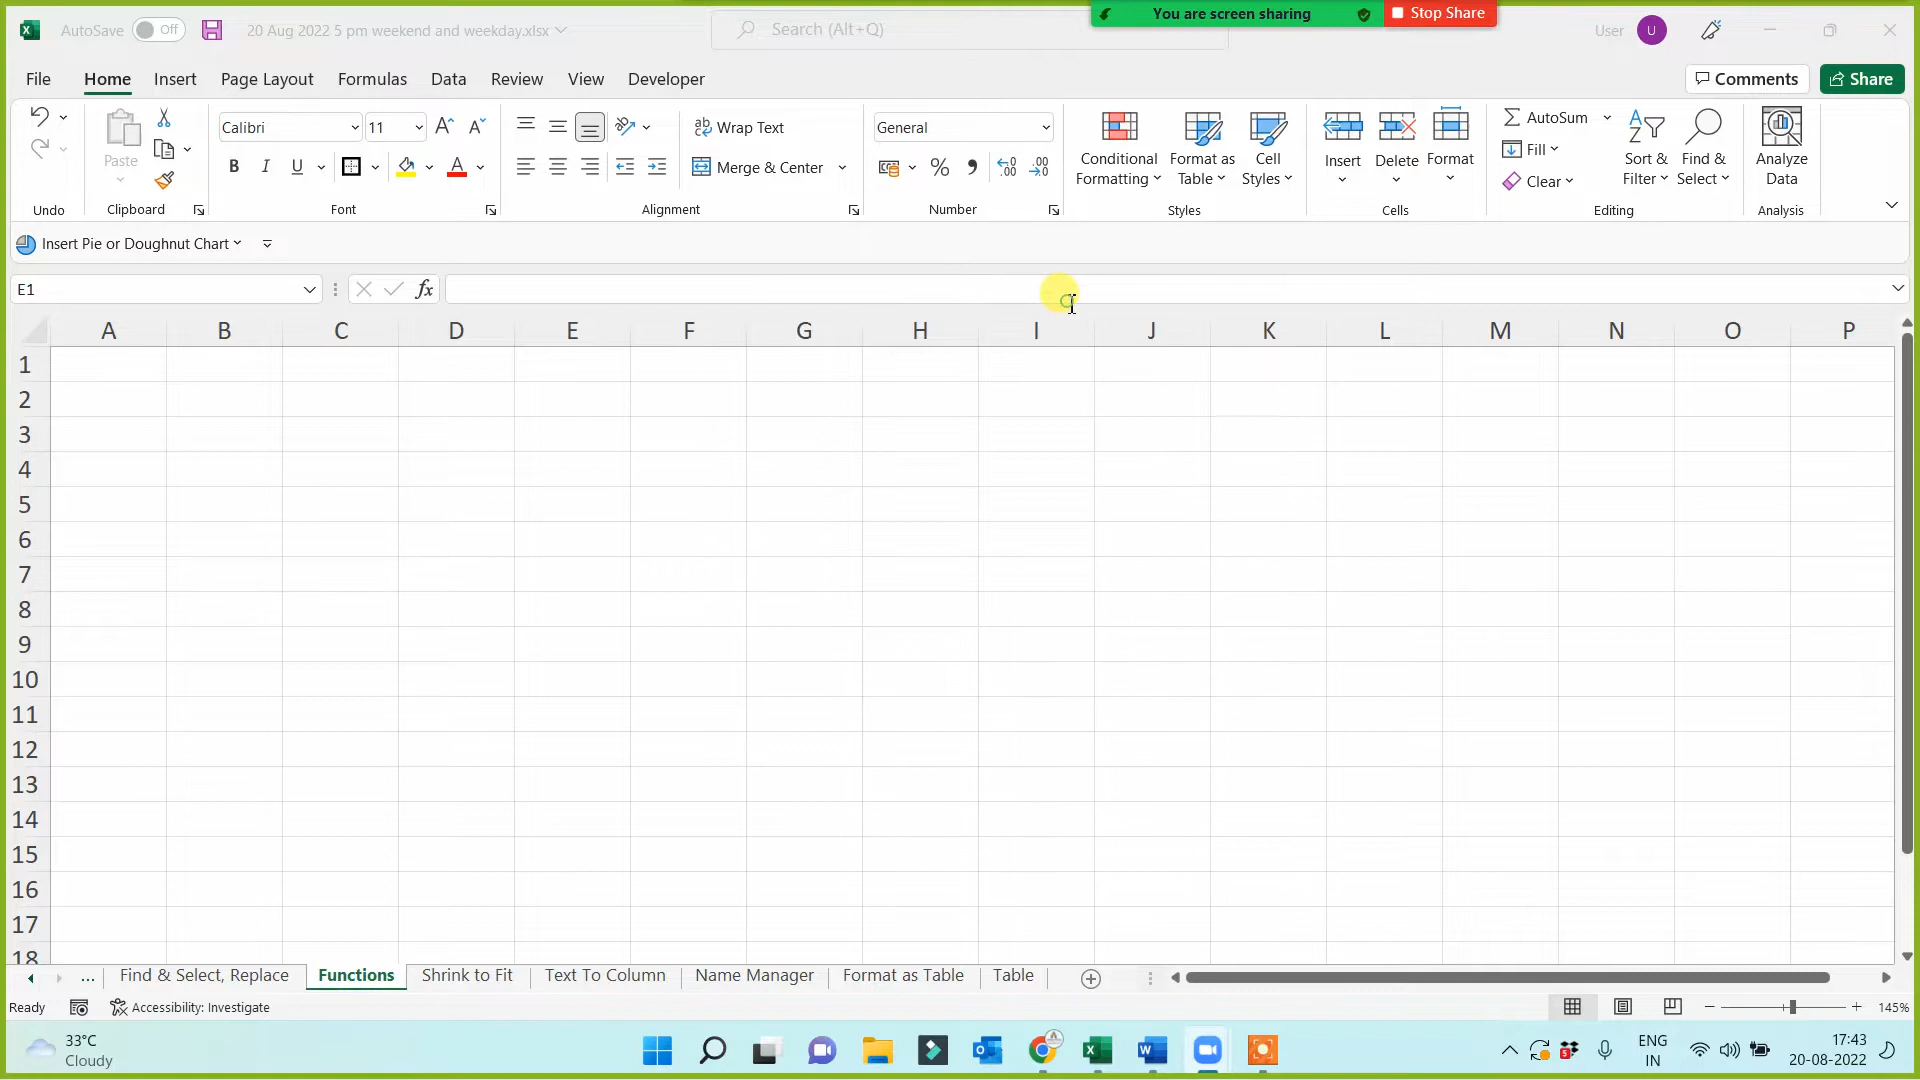 You are screen sharing Stop Share
AutoSave Off 20 Aug 2022 5 pm weekend and weekday.xlsx Search (Alt+Q) User U
File Home Insert Page Layout Formulas Data Review View Developer Comments Share
Calibri 11 Wrap Text General AutoSum
Paste B I U Merge & Center % Conditional Formatting Format as Table Cell Styles Insert Delete Format Fill Clear Sort & Filter Find & Select Analyze Data
Undo Clipboard Font Alignment Number Styles Cells Editing Analysis
Insert Pie or Doughnut Chart
E1 fx
A B C D E F G H I J K L M N O P
1
2
3
4
5
6
7
8
9
10
11
12
13
14
15
16
17
18
... Find & Select, Replace Functions Shrink to Fit Text To Column Name Manager Format as Table Table
Ready Accessibility: Investigate 145%
33°C ENG 17:43
Cloudy IN 20-08-2022